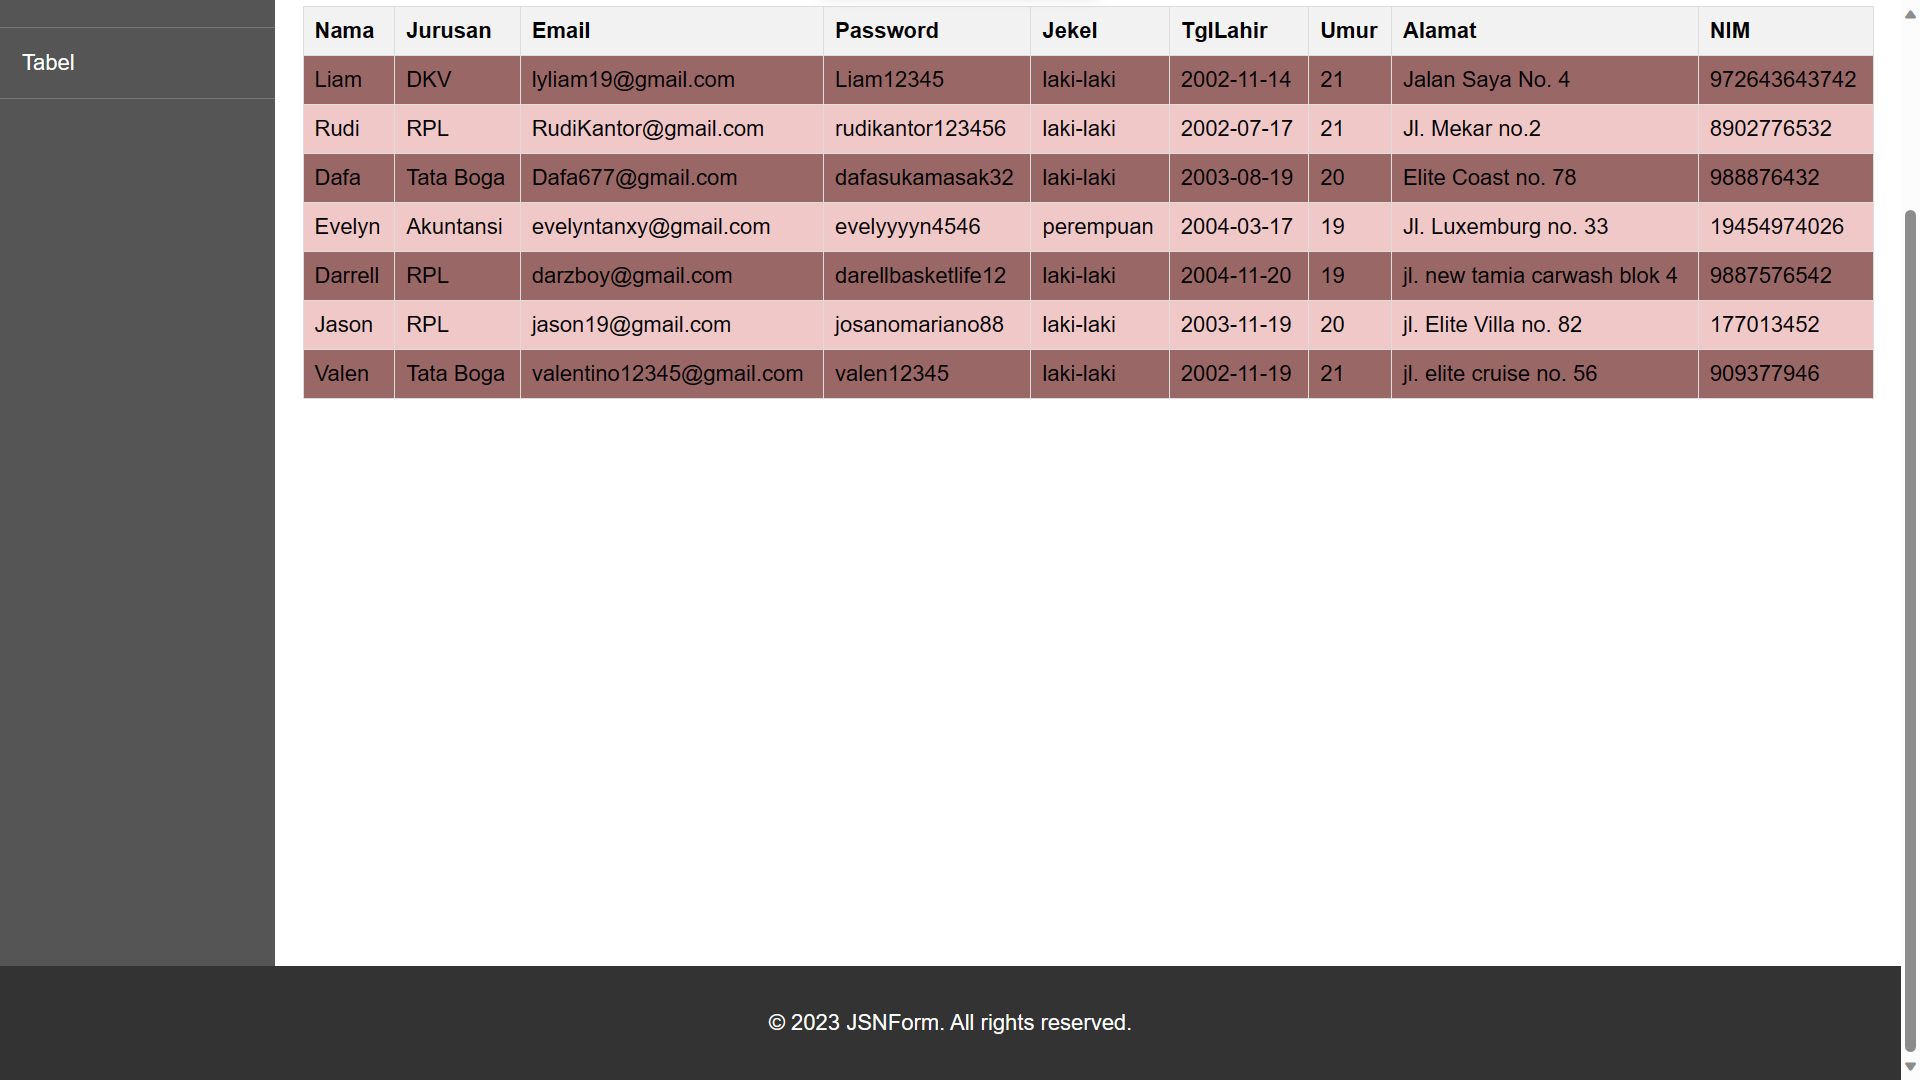 Tabel
Nama Jurusan Email Password Jekel TglLahir Umur Alamat NIM
Liam DKV lyliam19@gmail.com Liam12345 laki-laki 2002-11-14 21 Jalan Saya No. 4 972643643742
Rudi RPL RudiKantor@gmail.com rudikantor123456 laki-laki 2002-07-17 21 Jl. Mekar no.2 8902776532
Dafa Tata Boga Dafa677@gmail.com dafasukamasak32 laki-laki 2003-08-19 20 Elite Coast no. 78 988876432
Evelyn Akuntansi evelyntanxy@gmail.com evelyyyyn4546 perempuan 2004-03-17 19 Jl. Luxemburg no. 33 19454974026
Darrell RPL darzboy@gmail.com darellbasketlife12 laki-laki 2004-11-20 19 jl. new tamia carwash blok 4 9887576542
Jason RPL jason19@gmail.com josanomariano88 laki-laki 2003-11-19 20 jl. Elite Villa no. 82 177013452
Valen Tata Boga valentino12345@gmail.com valen12345 laki-laki 2002-11-19 21 jl. elite cruise no. 56 909377946
© 2023 JSNForm. All rights reserved.